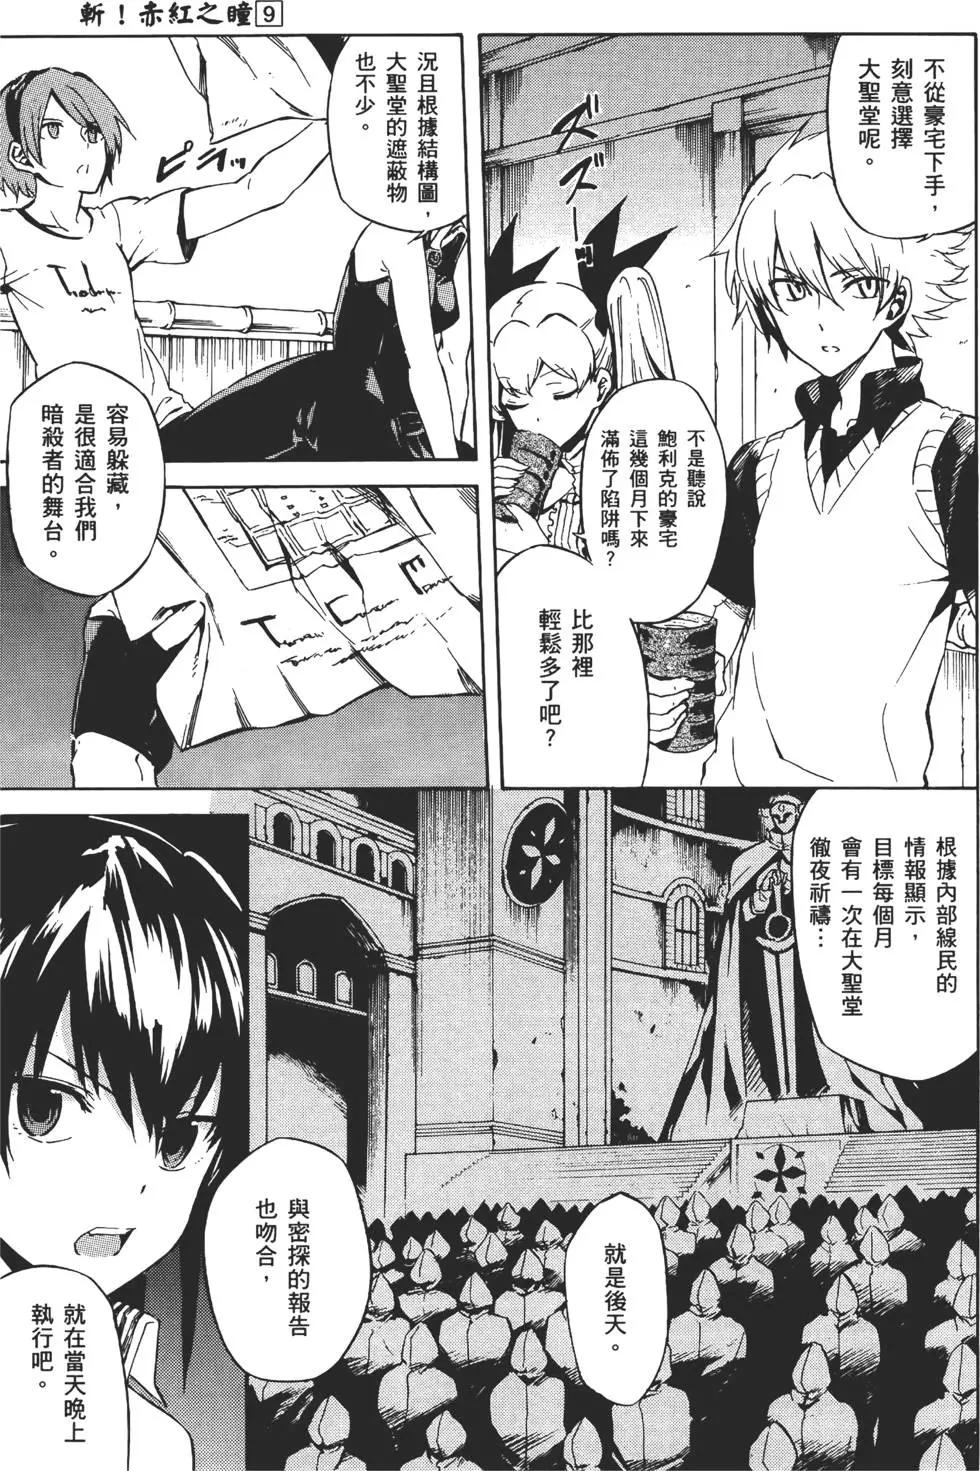 斬！赤紅之瞳 9
不從豪宅下手，
刻意選擇
大聖堂呢。
ズズー
不是聽說
鮑利克的豪宅
這幾個月下來
滿佈了陷阱嗎？
比那裡
輕鬆多了吧？
況且根據結構圖，
大聖堂的遮蔽物
也不少。
ピラッ
容易躲藏，
是很適合我們
暗殺者的舞台。
根據內部線民的
情報顯示，
目標每個月
會有一次在大聖堂
徹夜祈禱…
就是後天。
與密探的報告
也吻合，
就在當天晚上
執行吧。